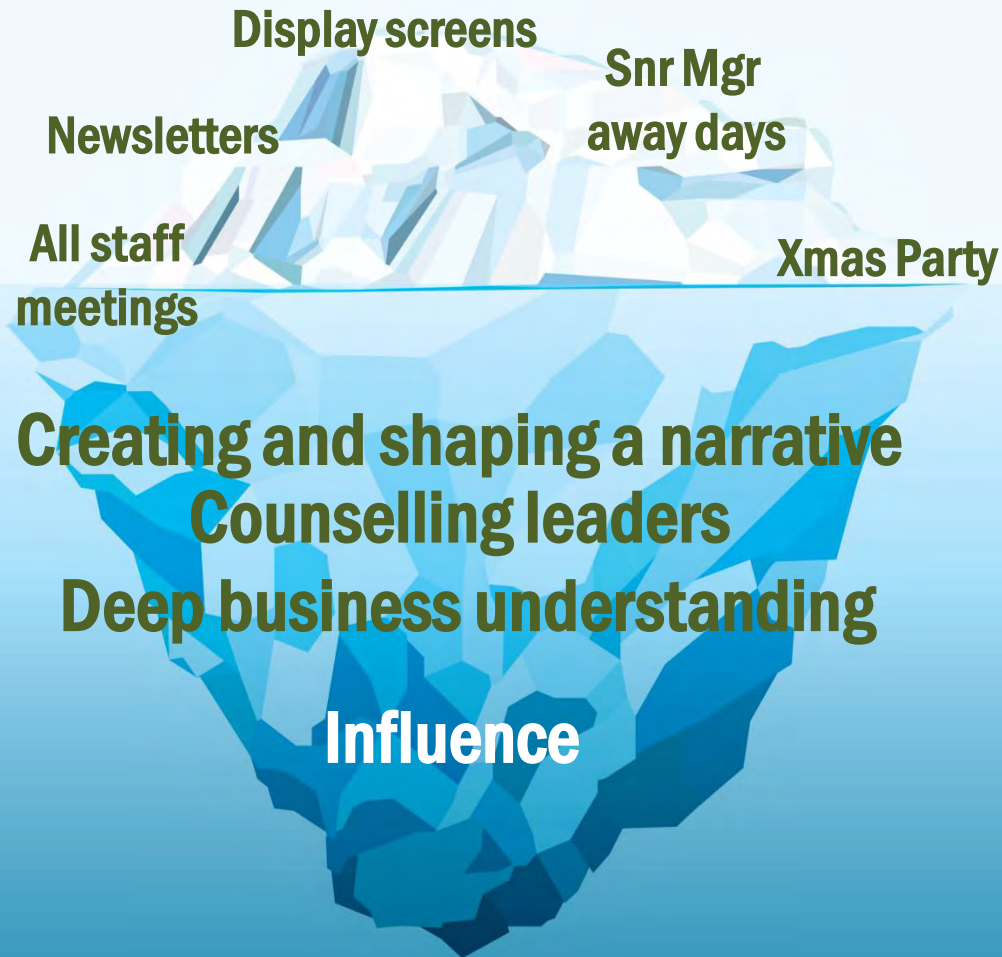 Display screens
Snr Mgr
away days
Newsletters
All staff
meetings
Xmas Party
Creating and shaping a narrative
Counselling leaders
Deep business understanding
Influence